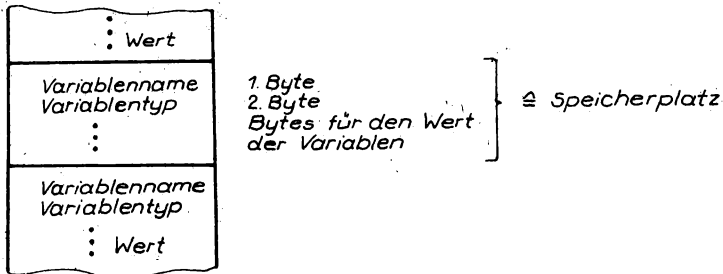 Wert
Variablenname
Variablentyp
1. Byte
2. Byte
Bytes für den Wert
der Variablen
≙ Speicherplatz
Variablenname
Variablentyp
Wert